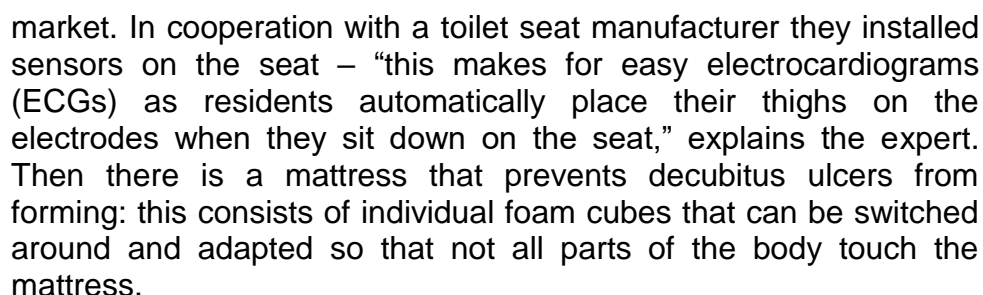 market. In cooperation with a toilet seat manufacturer they installed
sensors on the seat – “this makes for easy electrocardiograms
(ECGs) as residents automatically place their thighs on the
electrodes when they sit down on the seat,” explains the expert.
Then there is a mattress that prevents decubitus ulcers from
forming: this consists of individual foam cubes that can be switched
around and adapted so that not all parts of the body touch the
mattress.